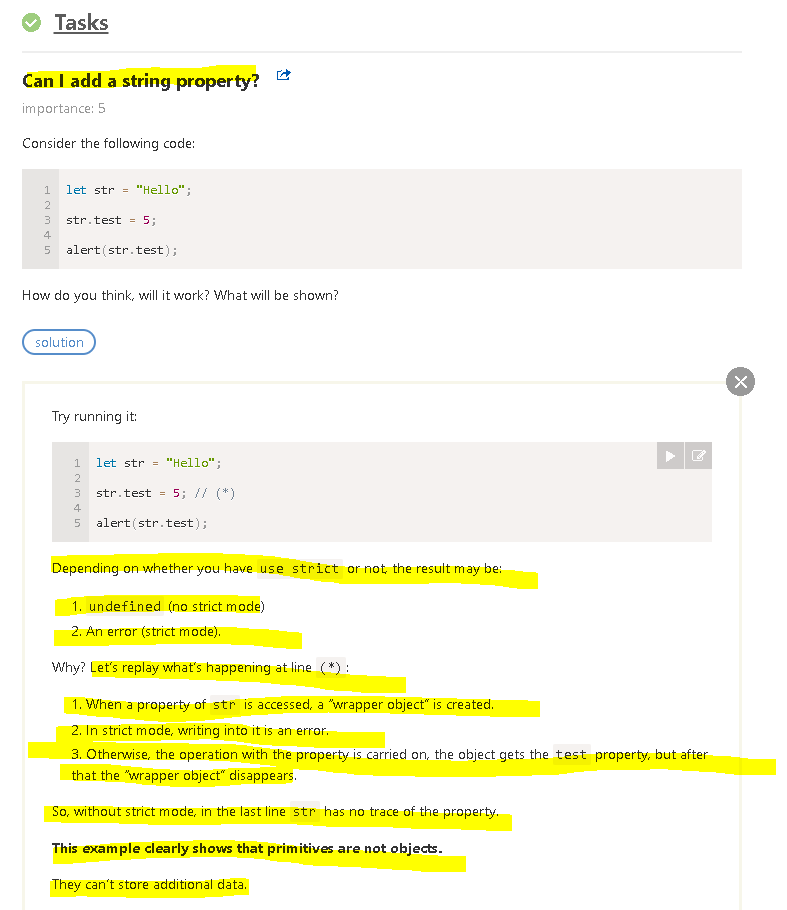 Tasks
Can I add a string property?
importance: 5
Consider the following code:
1 let str = "Hello";
2
3 str.test = 5;
4
5 alert(str.test);
How do you think, will it work? What will be shown?
solution
Try running it:
1 let str = "Hello";
2
3 str.test = 5; // (*)
4
5 alert(str.test);
Depending on whether you have use strict or not, the result may be:
1. undefined (no strict mode)
2. An error (strict mode).
Why? Let's replay what's happening at line (*) :
1. When a property of str is accessed, a "wrapper object" is created.
2. In strict mode, writing into it is an error.
3. Otherwise, the operation with the property is carried on, the object gets the test property, but after
that the "wrapper object" disappears.
So, without strict mode, in the last line str has no trace of the property.
This example clearly shows that primitives are not objects.
They can't store additional data.